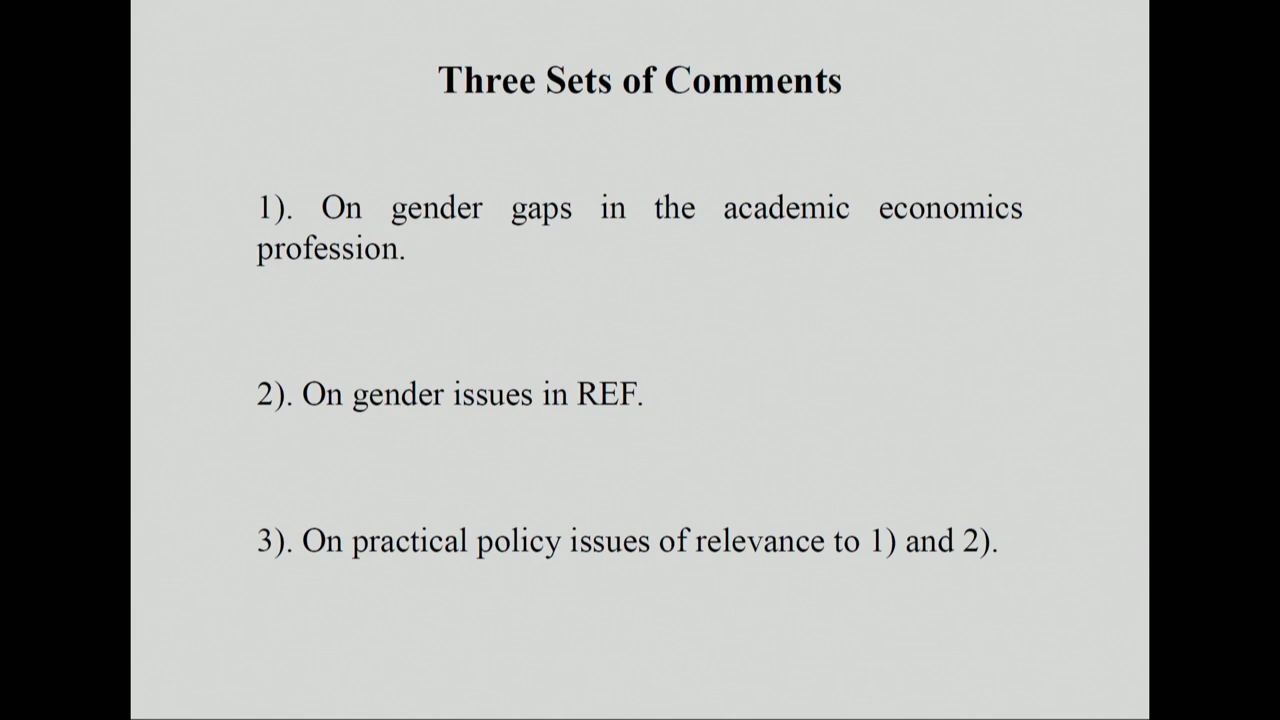 Three Sets of Comments
1). On gender gaps in the academic economics
profession.
2). On gender issues in REF.
3). On practical policy issues of relevance to 1) and 2).